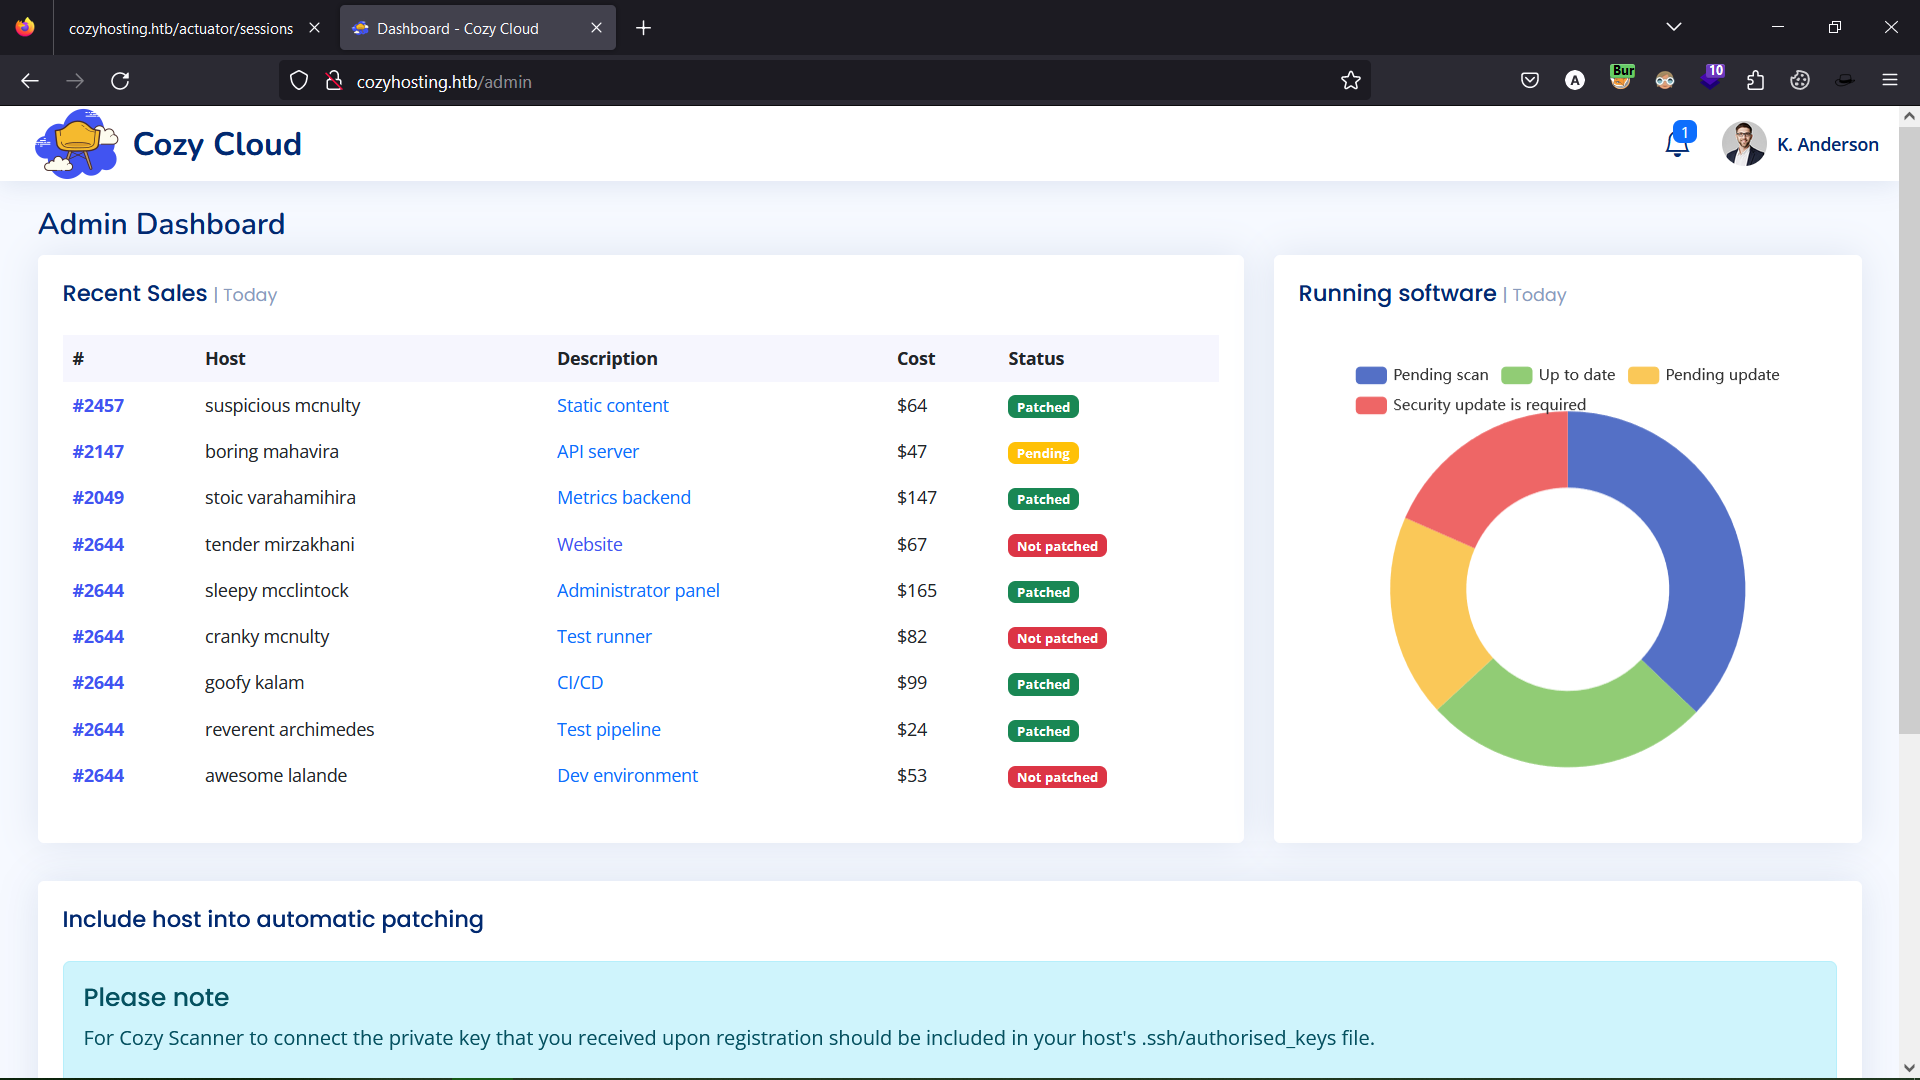 cozyhosting.htb/actuator/sessions
Dashboard - Cozy Cloud
cozyhosting.htb/admin
A
Bur
10
Cozy Cloud
1
K. Anderson
Admin Dashboard
Recent Sales | Today
# Host Description Cost Status
#2457 suspicious mcnulty Static content $64 Patched
#2147 boring mahavira API server $47 Pending
#2049 stoic varahamihira Metrics backend $147 Patched
#2644 tender mirzakhani Website $67 Not patched
#2644 sleepy mcclintock Administrator panel $165 Patched
#2644 cranky mcnulty Test runner $82 Not patched
#2644 goofy kalam CI/CD $99 Patched
#2644 reverent archimedes Test pipeline $24 Patched
#2644 awesome lalande Dev environment $53 Not patched
Running software | Today
Pending scan Up to date Pending update
Security update is required
Include host into automatic patching
Please note
For Cozy Scanner to connect the private key that you received upon registration should be included in your host's .ssh/authorised_keys file.